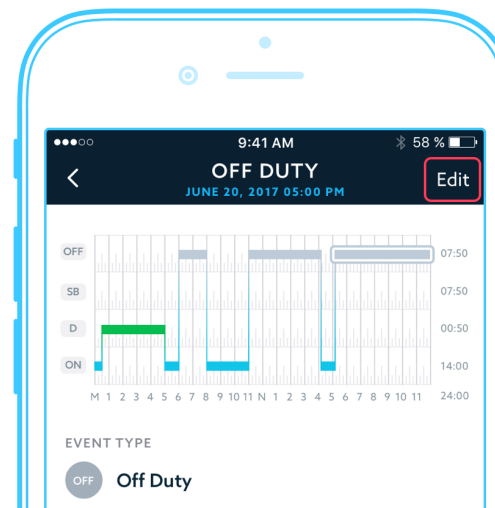 9:41 AM 58 %
OFF DUTY
JUNE 20, 2017 05:00 PM
Edit
OFF 07:50
SB 07:50
D 00:50
ON 14:00
M 1 2 3 4 5 6 7 8 9 10 11 N 1 2 3 4 5 6 7 8 9 10 11 24:00
EVENT TYPE
OFF Off Duty